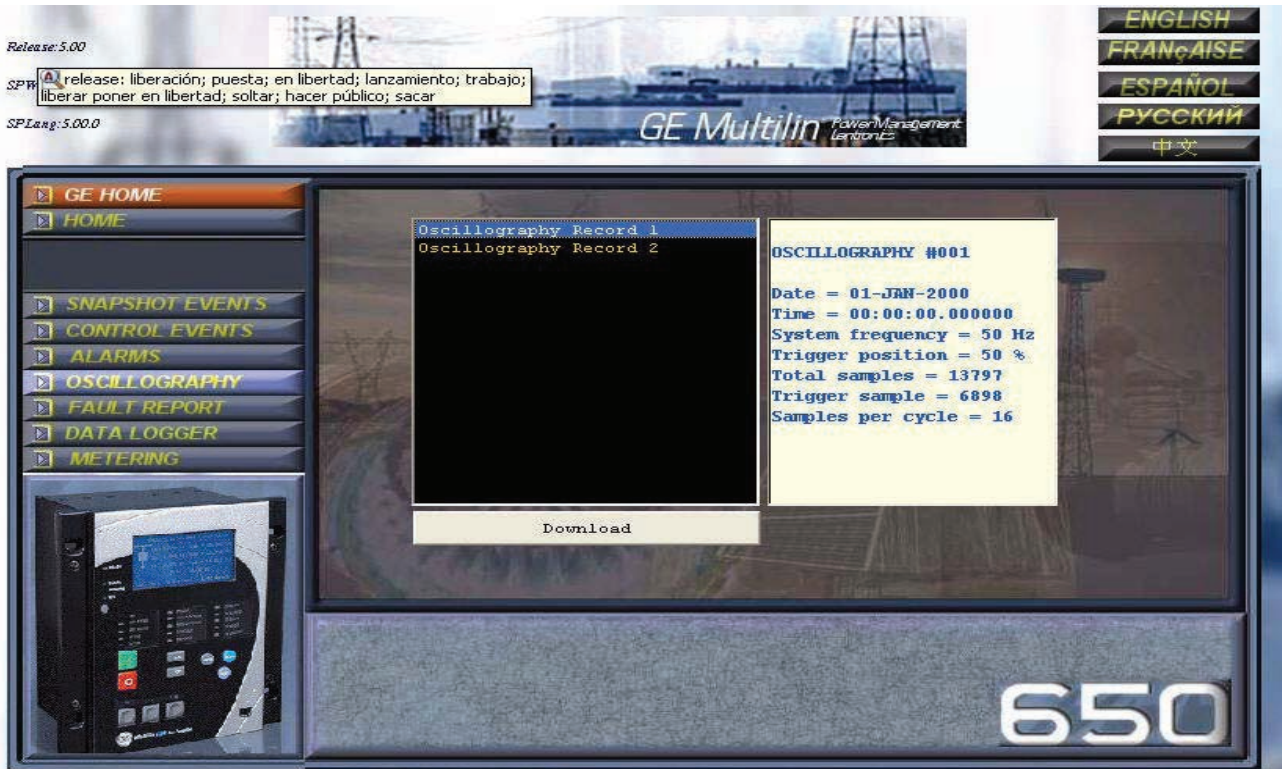 Release:5.00
SPW
release: liberación; puesta; en libertad; lanzamiento; trabajo;
liberar poner en libertad; soltar; hacer público; sacar
SPLang:5.00.0
GE Multilin PowerManagement
Lentronics
ENGLISH
FRANçAISE
ESPAÑOL
РУССКИЙ
中文
GE HOME
HOME
SNAPSHOT EVENTS
CONTROL EVENTS
ALARMS
OSCILLOGRAPHY
FAULT REPORT
DATA LOGGER
METERING
Oscillography Record 1
Oscillography Record 2
Download
OSCILLOGRAPHY #001
Date = 01-JAN-2000
Time = 00:00:00.000000
System frequency = 50 Hz
Trigger position = 50 %
Total samples = 13797
Trigger sample = 6898
Samples per cycle = 16
650